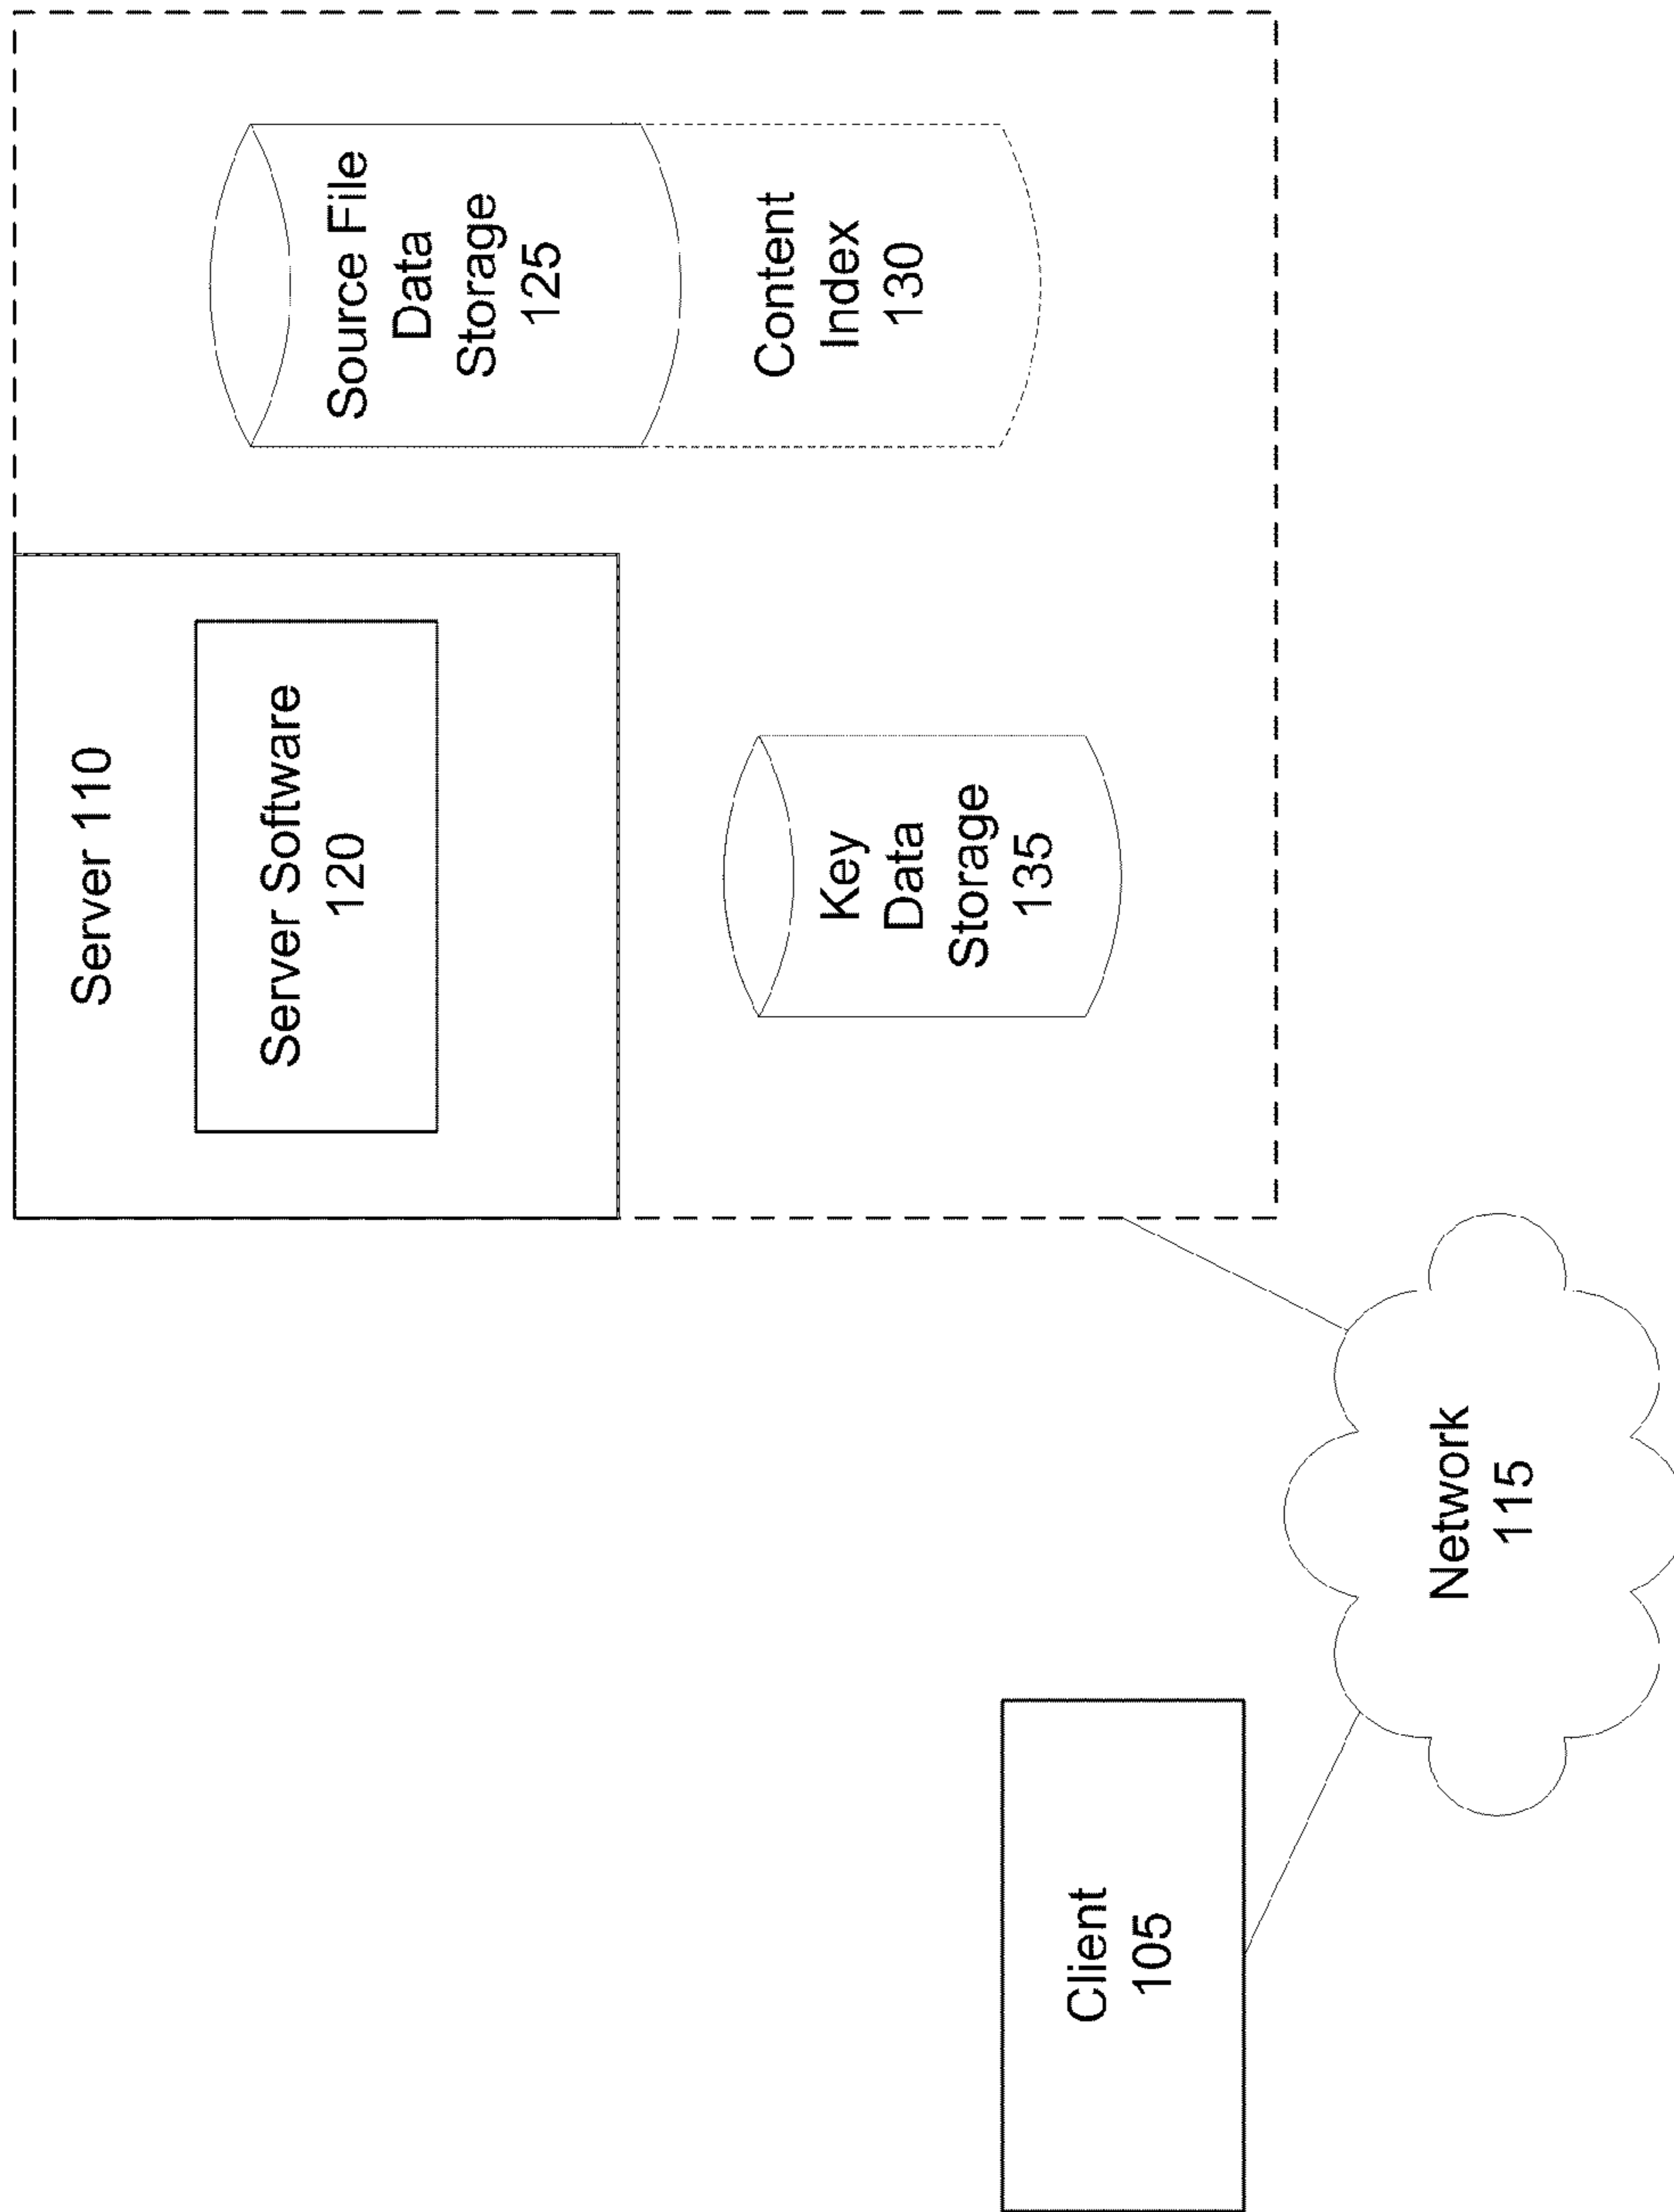 Server 110
Server Software
120
Source File
Data
Storage
125
Content
Index
130
Key
Data
Storage
135
Client
105
Network
115